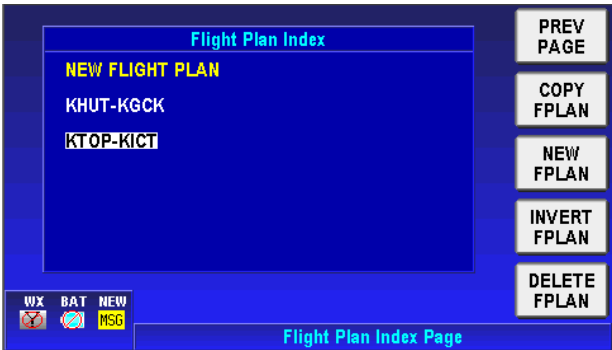 Flight Plan Index
NEW FLIGHT PLAN
KHUT-KGCK
KTOP-KICT
PREV
PAGE
COPY
FPLAN
NEW
FPLAN
INVERT
FPLAN
DELETE
FPLAN
WX BAT NEW
MSG
Flight Plan Index Page